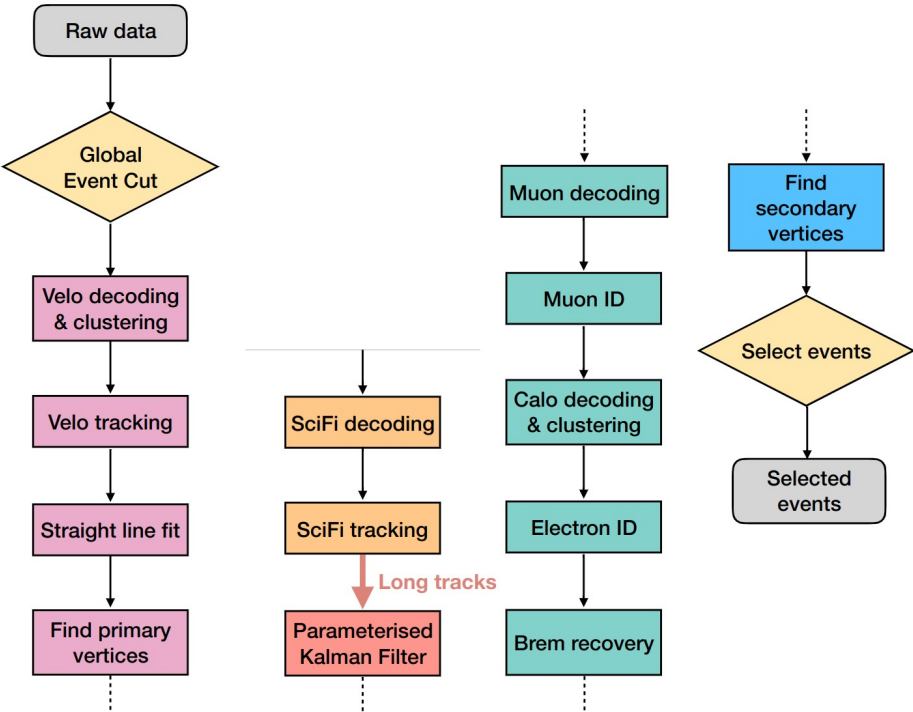 Raw data
Global
Event Cut
Velo decoding
& clustering
Velo tracking
Straight line fit
Find primary
vertices
SciFi decoding
SciFi tracking
Long tracks
Parameterised
Kalman Filter
Muon decoding
Muon ID
Calo decoding
& clustering
Electron ID
Brem recovery
Find
secondary
vertices
Select events
Selected
events